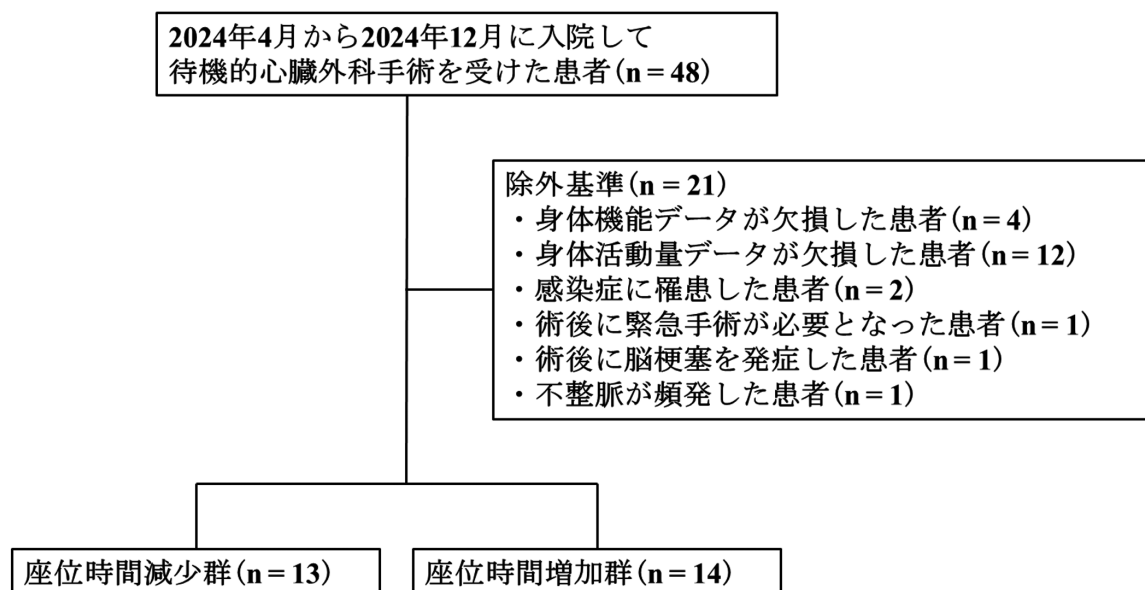 2024年4月から2024年12月に入院して
待機的心臓外科手術を受けた患者(n = 48)
除外基準(n = 21)
・身体機能データが欠損した患者(n = 4)
・身体活動量データが欠損した患者(n = 12)
・感染症に罹患した患者(n = 2)
・術後に緊急手術が必要となった患者(n = 1)
・術後に脳梗塞を発症した患者(n = 1)
・不整脈が頻発した患者(n = 1)
座位時間減少群(n = 13)
座位時間増加群(n = 14)